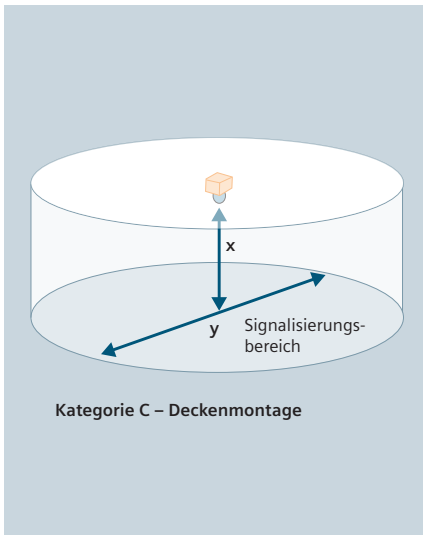 x
y
Signalisierungs-
bereich
Kategorie C – Deckenmontage